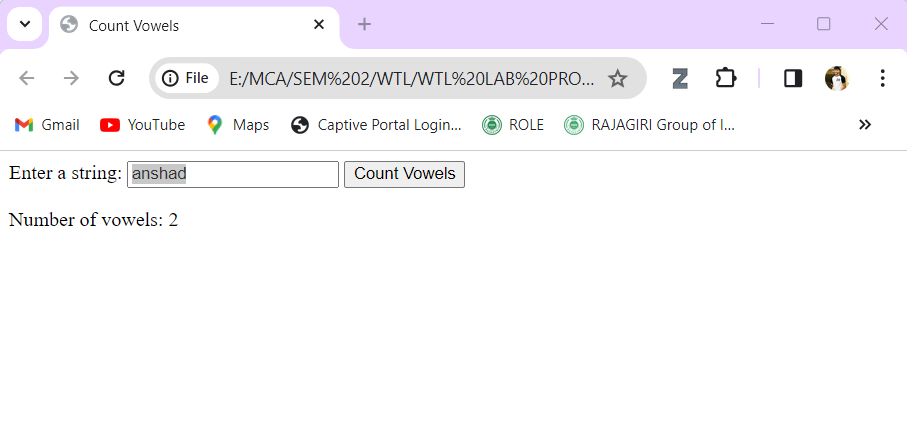 Count Vowels
File E:/MCA/SEM%202/WTL/WTL%20LAB%20PRO...
Gmail YouTube Maps Captive Portal Login... ROLE RAJAGIRI Group of I...
Enter a string: anshad Count Vowels
Number of vowels: 2